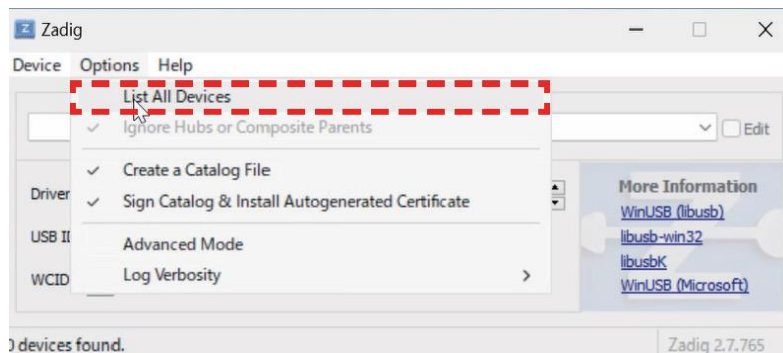 Zadig
Device Options Help
List All Devices
Ignore Hubs or Composite Parents
Edit
Create a Catalog File
Driver
Sign Catalog & Install Autogenerated Certificate
More Information
WinUSB (libusb)
USB ID
libusb-win32
Advanced Mode
libusbK
WCID
Log Verbosity
WinUSB (Microsoft)
0 devices found.
Zadig 2.7.765